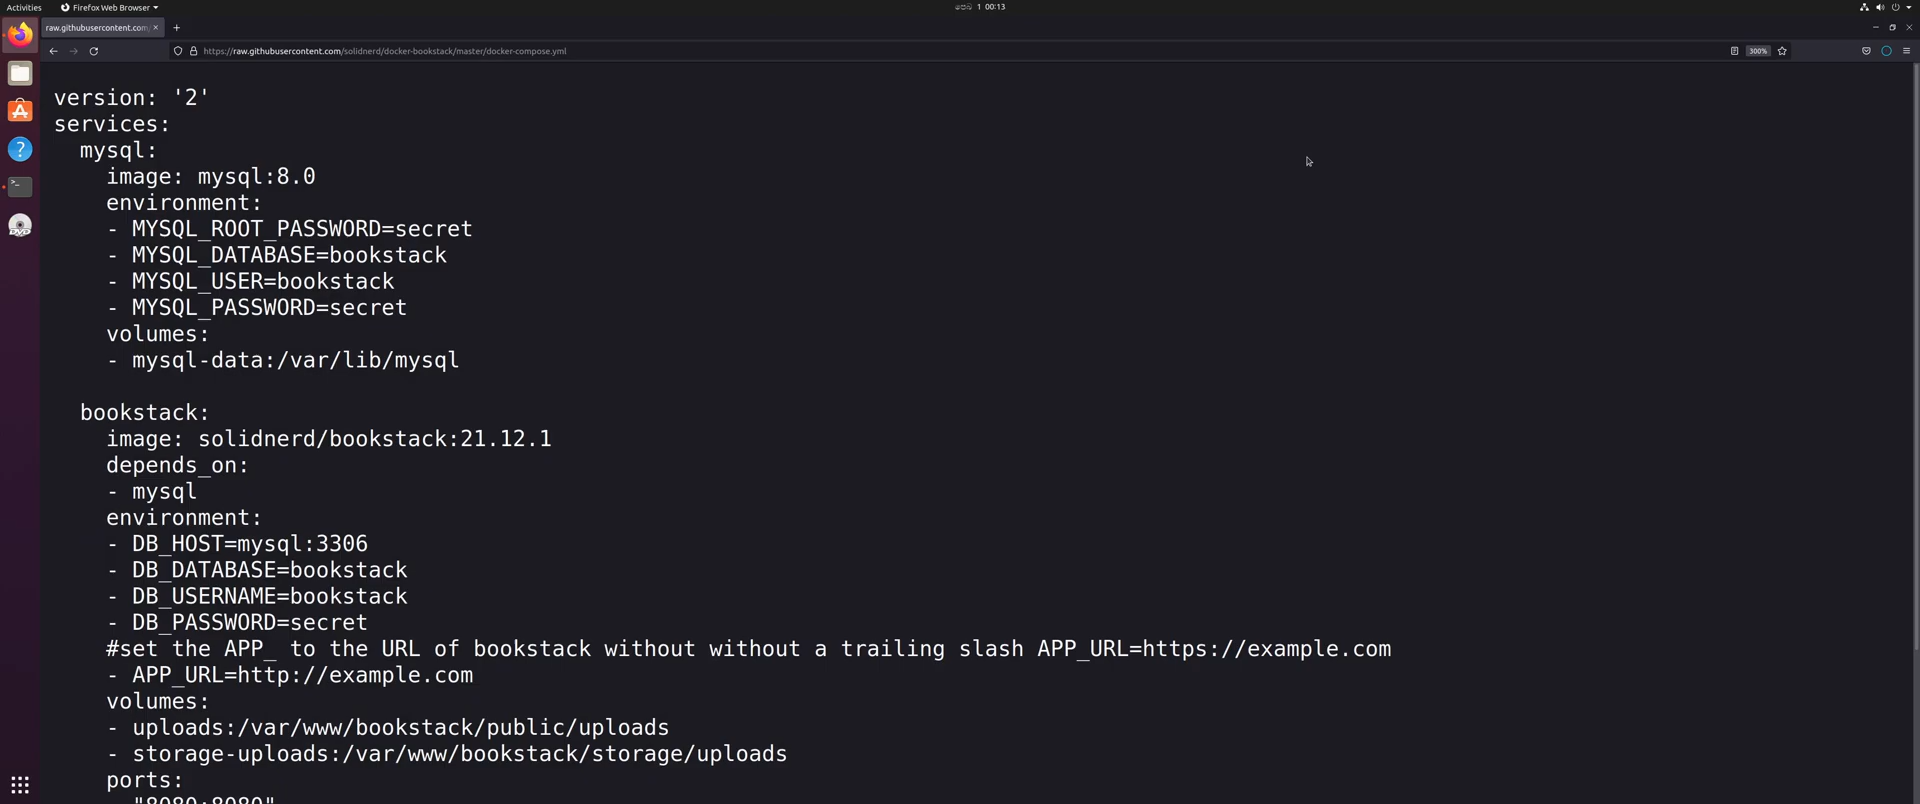 Activities
Firefox Web Browser
පෙබ 1 00:13
raw.githubusercontent.com/
https://raw.githubusercontent.com/solidnerd/docker-bookstack/master/docker-compose.yml
300%
version: '2'
services:
mysql:
image: mysql:8.0
environment:
- MYSQL_ROOT_PASSWORD=secret
- MYSQL_DATABASE=bookstack
- MYSQL_USER=bookstack
- MYSQL_PASSWORD=secret
volumes:
- mysql-data:/var/lib/mysql
bookstack:
image: solidnerd/bookstack:21.12.1
depends_on:
- mysql
environment:
- DB_HOST=mysql:3306
- DB_DATABASE=bookstack
- DB_USERNAME=bookstack
- DB_PASSWORD=secret
#set the APP_ to the URL of bookstack without without a trailing slash APP_URL=https://example.com
- APP_URL=http://example.com
volumes:
- uploads:/var/www/bookstack/public/uploads
- storage-uploads:/var/www/bookstack/storage/uploads
ports:
"8080:8080"